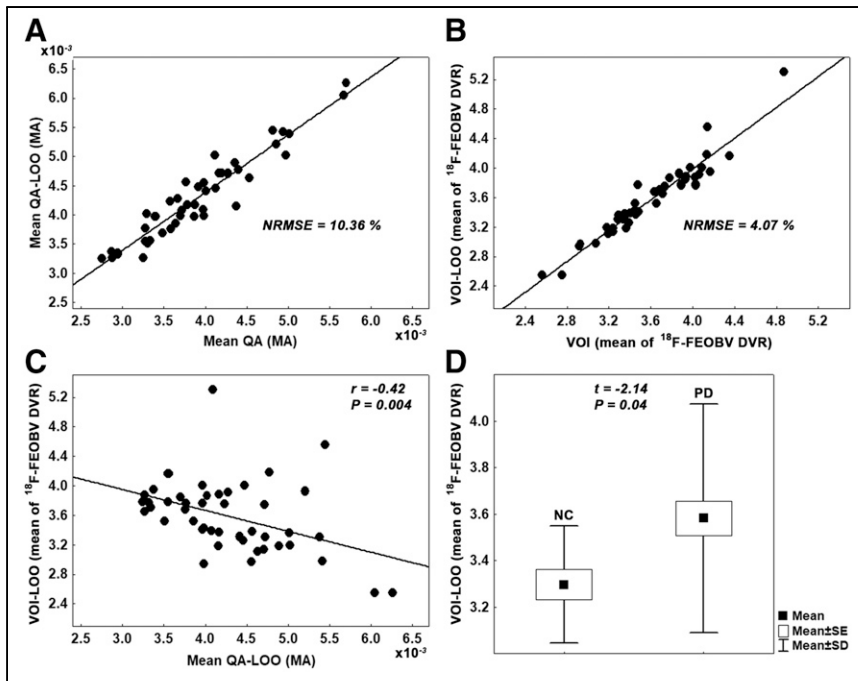 A
x10⁻³
6.5
6.0
5.5
5.0
4.5
4.0
3.5
3.0
2.5
Mean QA-LOO (MA)
NRMSE = 10.36 %
2.4 3.0 3.6 4.2 4.8 5.4 6.0
Mean QA (MA)
x10⁻³
B
5.2
4.8
4.4
4.0
3.6
3.2
2.8
2.4
VOI-LOO (mean of ¹⁸F-FEOBV DVR)
NRMSE = 4.07 %
2.4 2.8 3.2 3.6 4.0 4.4 4.8 5.2
VOI (mean of ¹⁸F-FEOBV DVR)
C
5.2
4.8
4.4
4.0
3.6
3.2
2.8
2.4
VOI-LOO (mean of ¹⁸F-FEOBV DVR)
r = -0.42
P = 0.004
2.5 3.0 3.5 4.0 4.5 5.0 5.5 6.0 6.5
Mean QA-LOO (MA)
x10⁻³
D
4.0
3.8
3.6
3.4
3.2
VOI-LOO (mean of ¹⁸F-FEOBV DVR)
t = -2.14
P = 0.04
PD
NC
Mean
Mean±SE
Mean±SD